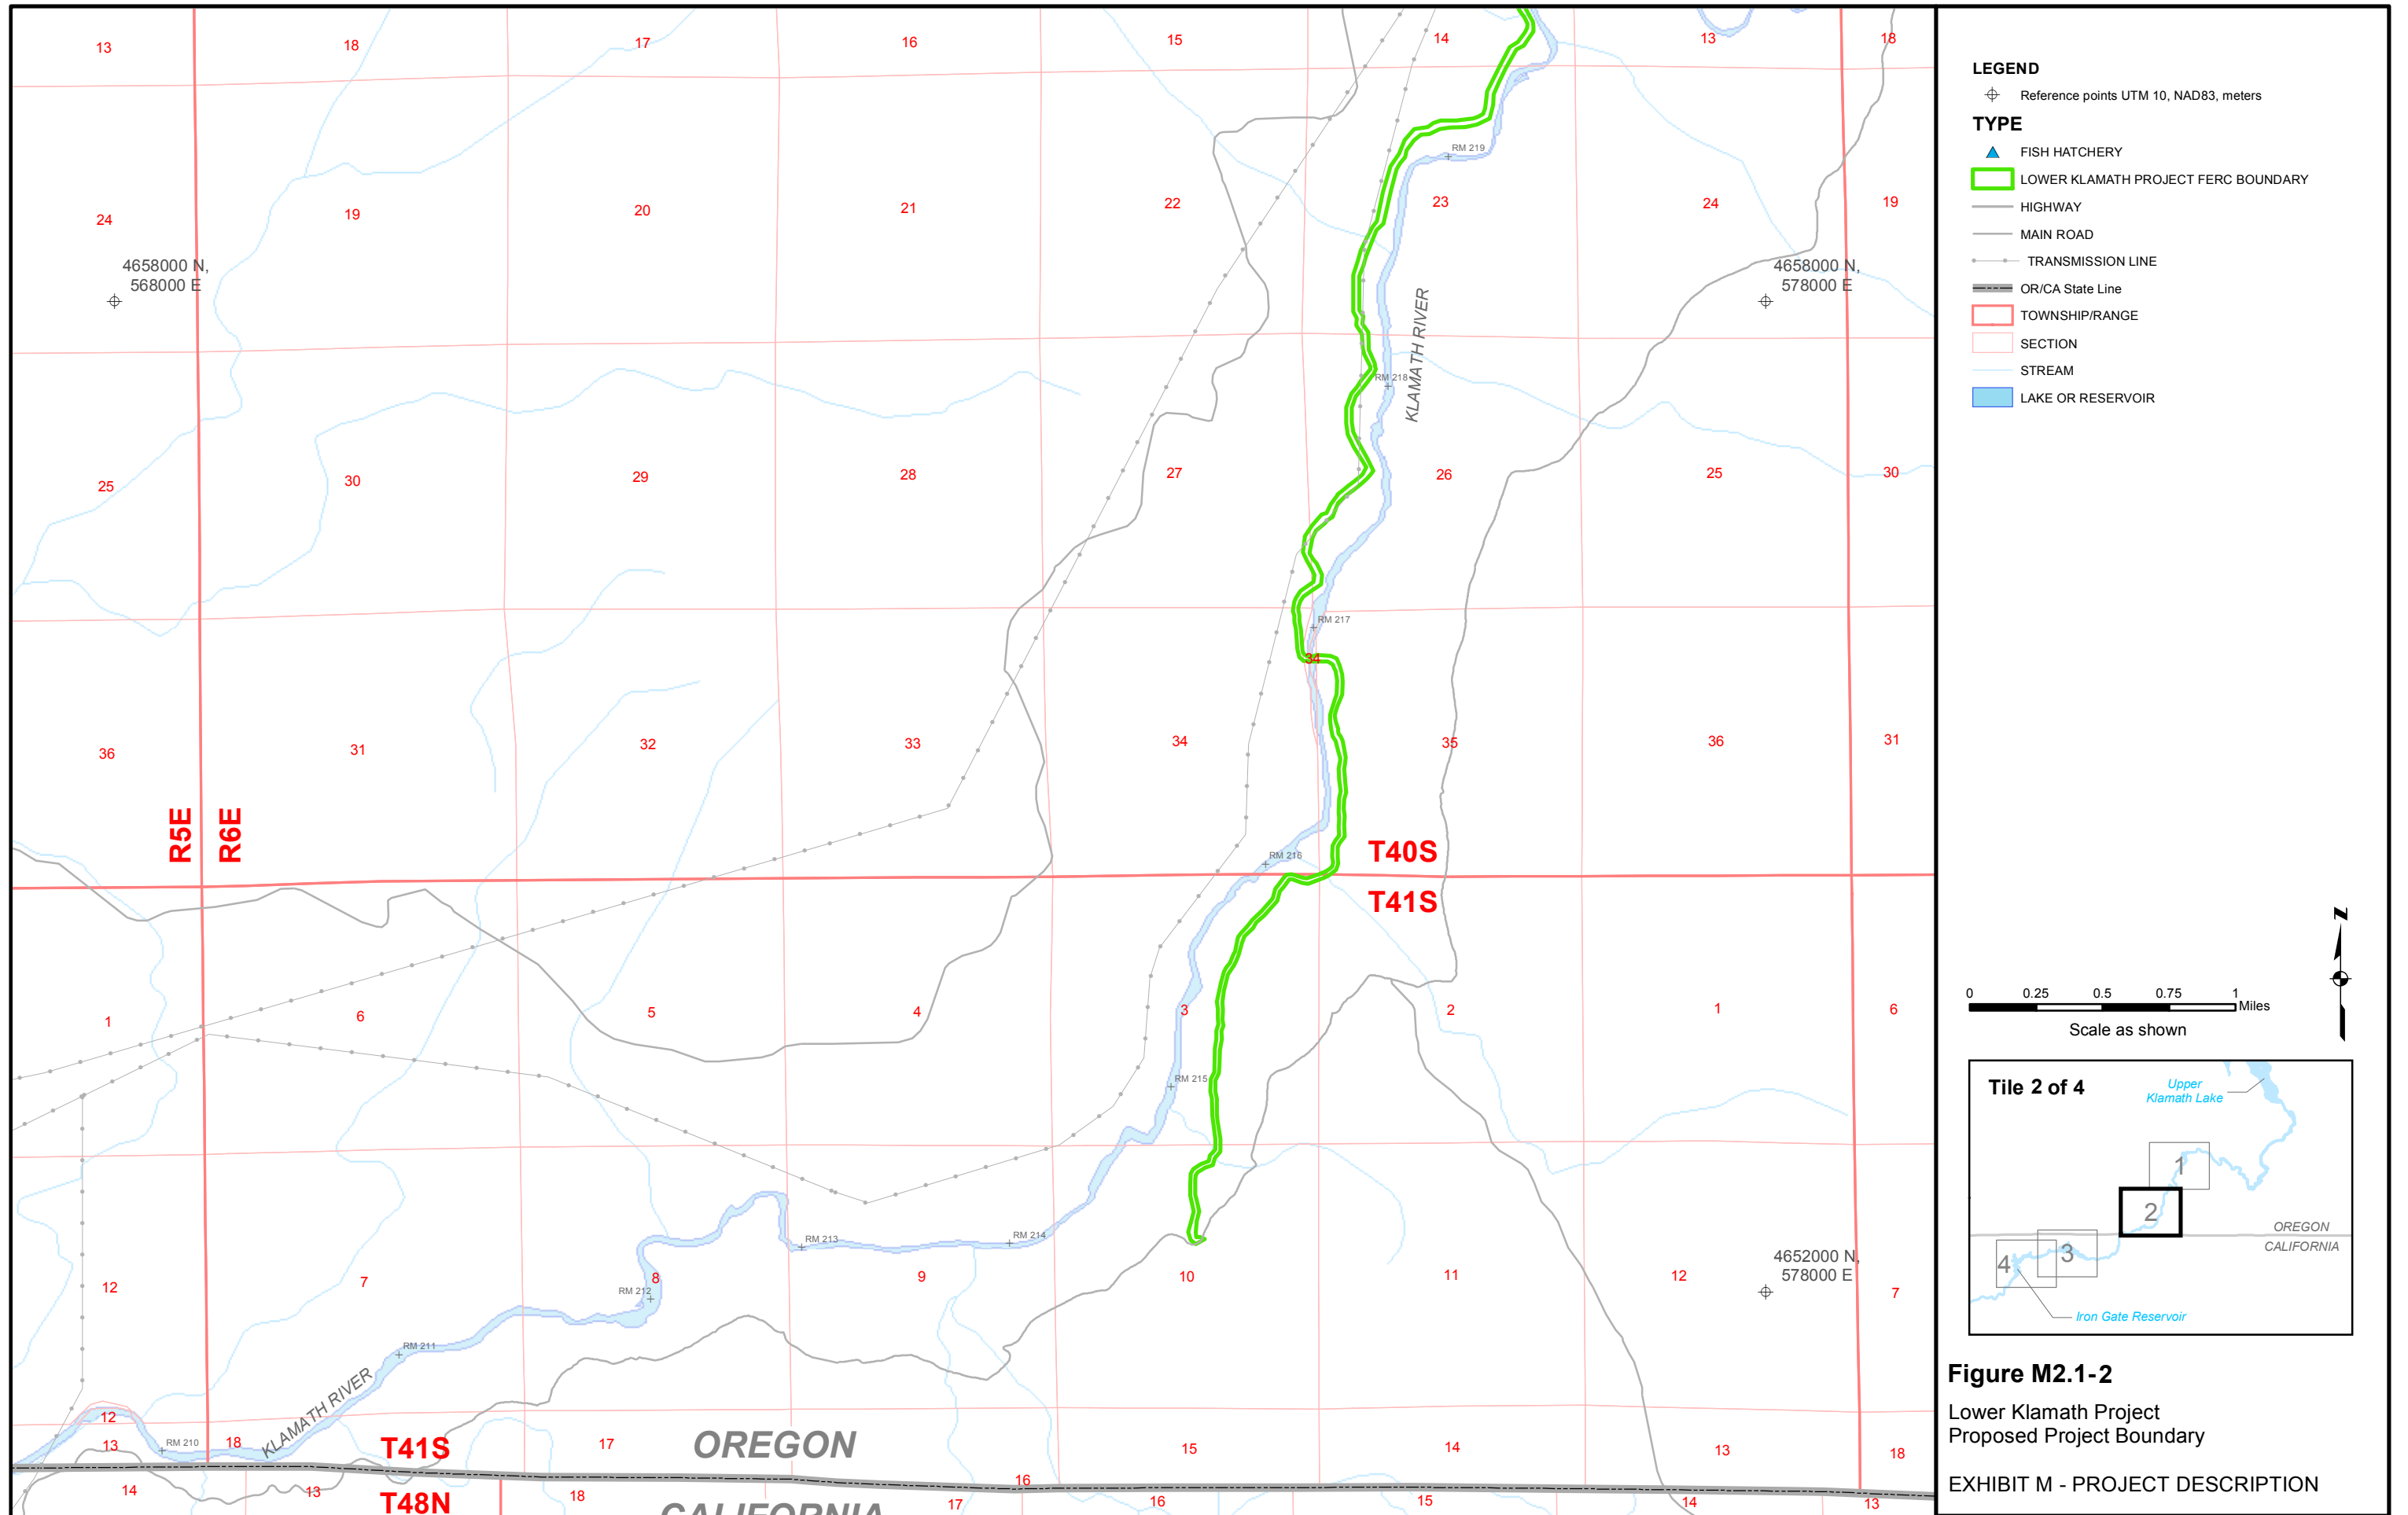 13
18
17
16
15
14
13
18
24
19
20
21
22
23
24
19
RM 219
4658000 N,
568000 E
4658000 N,
578000 E
KLAMATH RIVER
RM 218
25
30
29
28
27
26
25
30
RM 217
34
36
31
32
33
34
35
36
31
R5E
R6E
RM 216
T40S
T41S
1
6
5
4
3
2
1
6
RM 215
RM 214
RM 213
RM 212
RM 211
RM 210
12
7
8
9
10
11
12
7
4652000 N,
578000 E
KLAMATH RIVER
12
13
18
T41S
17
OREGON
16
15
14
13
18
14
13
T48N
18
CALIFORNIA
17
16
15
14
13
LEGEND
Reference points UTM 10, NAD83, meters
TYPE
FISH HATCHERY
LOWER KLAMATH PROJECT FERC BOUNDARY
HIGHWAY
MAIN ROAD
TRANSMISSION LINE
OR/CA State Line
TOWNSHIP/RANGE
SECTION
STREAM
LAKE OR RESERVOIR
N
0 0.25 0.5 0.75 1
Miles
Scale as shown
Tile 2 of 4
Upper
Klamath Lake
1
2
3
4
OREGON
CALIFORNIA
Iron Gate Reservoir
Figure M2.1-2
Lower Klamath Project
Proposed Project Boundary
EXHIBIT M - PROJECT DESCRIPTION